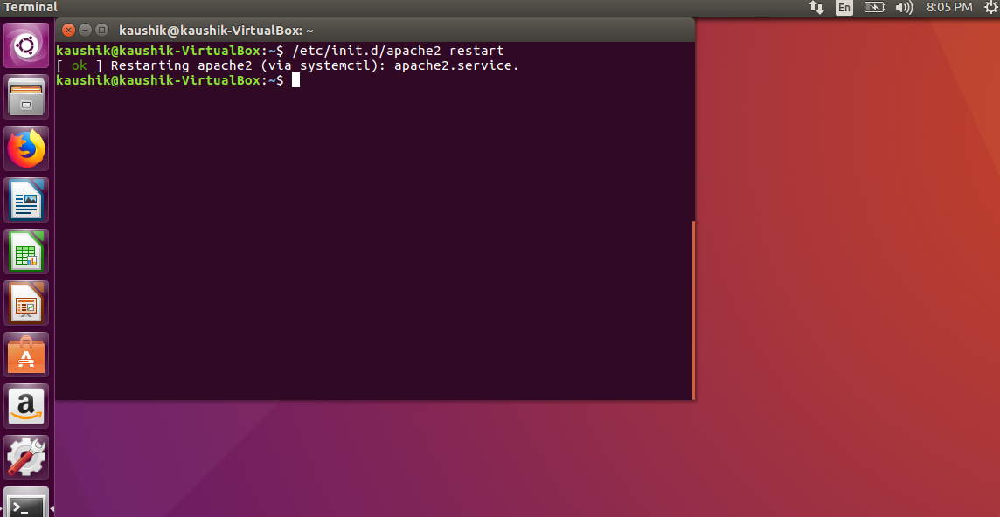 Terminal
En
8:05 PM
kaushik@kaushik-VirtualBox: ~
kaushik@kaushik-VirtualBox:~$ /etc/init.d/apache2 restart
[ ok ] Restarting apache2 (via systemctl): apache2.service.
kaushik@kaushik-VirtualBox:~$
A
a
>_